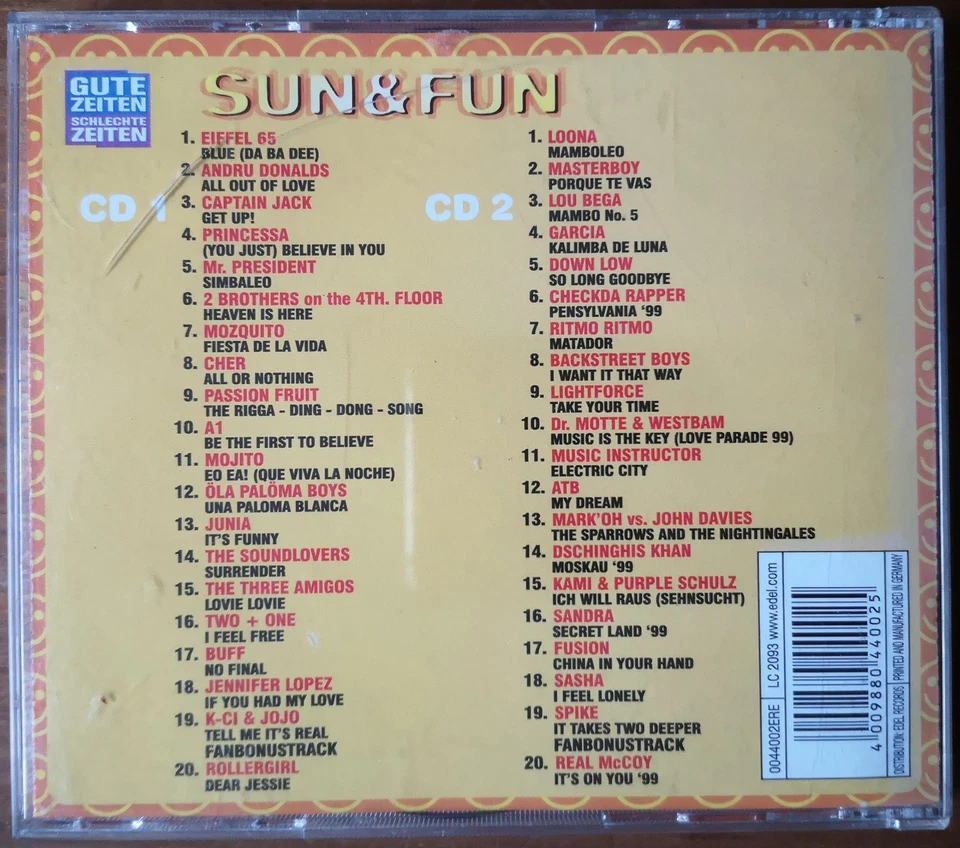 GUTE
ZEITEN
SCHLECHTE
ZEITEN
SUN&FUN
CD 1
1. EIFFEL 65
BLUE (DA BA DEE)
2. ANDRU DONALDS
ALL OUT OF LOVE
3. CAPTAIN JACK
GET UP!
4. PRINCESSA
(YOU JUST) BELIEVE IN YOU
5. Mr. PRESIDENT
SIMBALEO
6. 2 BROTHERS on the 4TH. FLOOR
HEAVEN IS HERE
7. MOZQUITO
FIESTA DE LA VIDA
8. CHER
ALL OR NOTHING
9. PASSION FRUIT
THE RIGGA - DING - DONG - SONG
10. A1
BE THE FIRST TO BELIEVE
11. MOJITO
EO EA! (QUE VIVA LA NOCHE)
12. ÖLA PALÖMA BOYS
UNA PALOMA BLANCA
13. JUNIA
IT'S FUNNY
14. THE SOUNDLOVERS
SURRENDER
15. THE THREE AMIGOS
LOVIE LOVIE
16. TWO + ONE
I FEEL FREE
17. BUFF
NO FINAL
18. JENNIFER LOPEZ
IF YOU HAD MY LOVE
19. K-CI & JOJO
TELL ME IT'S REAL
FANBONUSTRACK
20. ROLLERGIRL
DEAR JESSIE
CD 2
1. LOONA
MAMBOLEO
2. MASTERBOY
PORQUE TE VAS
3. LOU BEGA
MAMBO No. 5
4. GARCIA
KALIMBA DE LUNA
5. DOWN LOW
SO LONG GOODBYE
6. CHECKDA RAPPER
PENSYLVANIA '99
7. RITMO RITMO
MATADOR
8. BACKSTREET BOYS
I WANT IT THAT WAY
9. LIGHTFORCE
TAKE YOUR TIME
10. Dr. MOTTE & WESTBAM
MUSIC IS THE KEY (LOVE PARADE 99)
11. MUSIC INSTRUCTOR
ELECTRIC CITY
12. ATB
MY DREAM
13. MARK'OH vs. JOHN DAVIES
THE SPARROWS AND THE NIGHTINGALES
14. DSCHINGHIS KHAN
MOSKAU '99
15. KAMI & PURPLE SCHULZ
ICH WILL RAUS (SEHNSUCHT)
16. SANDRA
SECRET LAND '99
17. FUSION
CHINA IN YOUR HAND
18. SASHA
I FEEL LONELY
19. SPIKE
IT TAKES TWO DEEPER
FANBONUSTRACK
20. REAL McCOY
IT'S ON YOU '99
0044002ERE LC 2093 www.edel.com
4 009880 440025
DISTRIBUTION: EDEL RECORDS PRINTED AND MANUFACTURED IN GERMANY